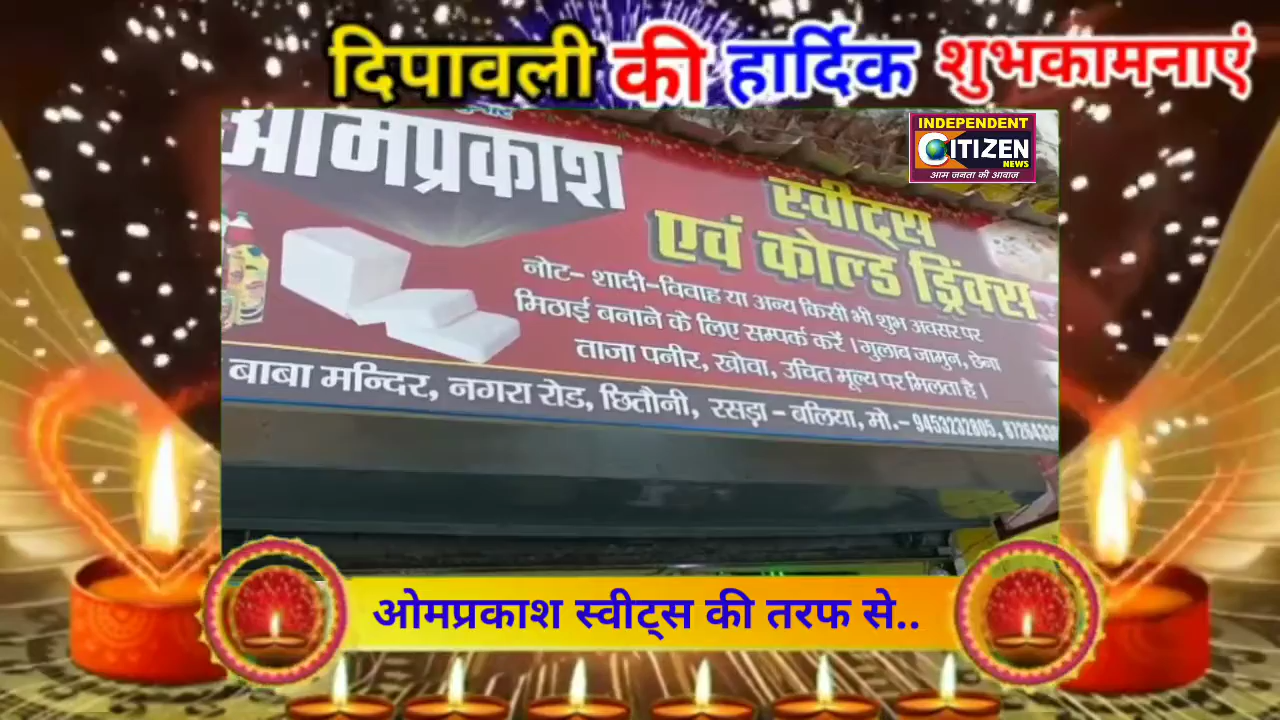 दिपावली की हार्दिक शुभकामनाएं
INDEPENDENT
CITIZEN
NEWS
आम जनता की आवाज
ओमप्रकाश
स्वीट्स
एवं कोल्ड ड्रिंक्स
नोट- शादी-विवाह या अन्य किसी भी शुभ अवसर पर
मिठाई बनाने के लिए सम्पर्क करें । गुलाब जामुन, छेना
ताजा पनीर, खोवा, उचित मूल्य पर मिलता है ।
बाबा मन्दिर, नगरा रोड, छितौनी, रसड़ा - बलिया, मो.- 9453232805,
ओमप्रकाश स्वीट्स की तरफ से..